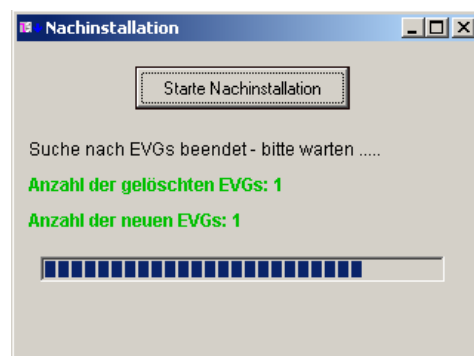 Nachinstallation
Starte Nachinstallation
Suche nach EVGs beendet - bitte warten .....
Anzahl der gelöschten EVGs: 1
Anzahl der neuen EVGs: 1